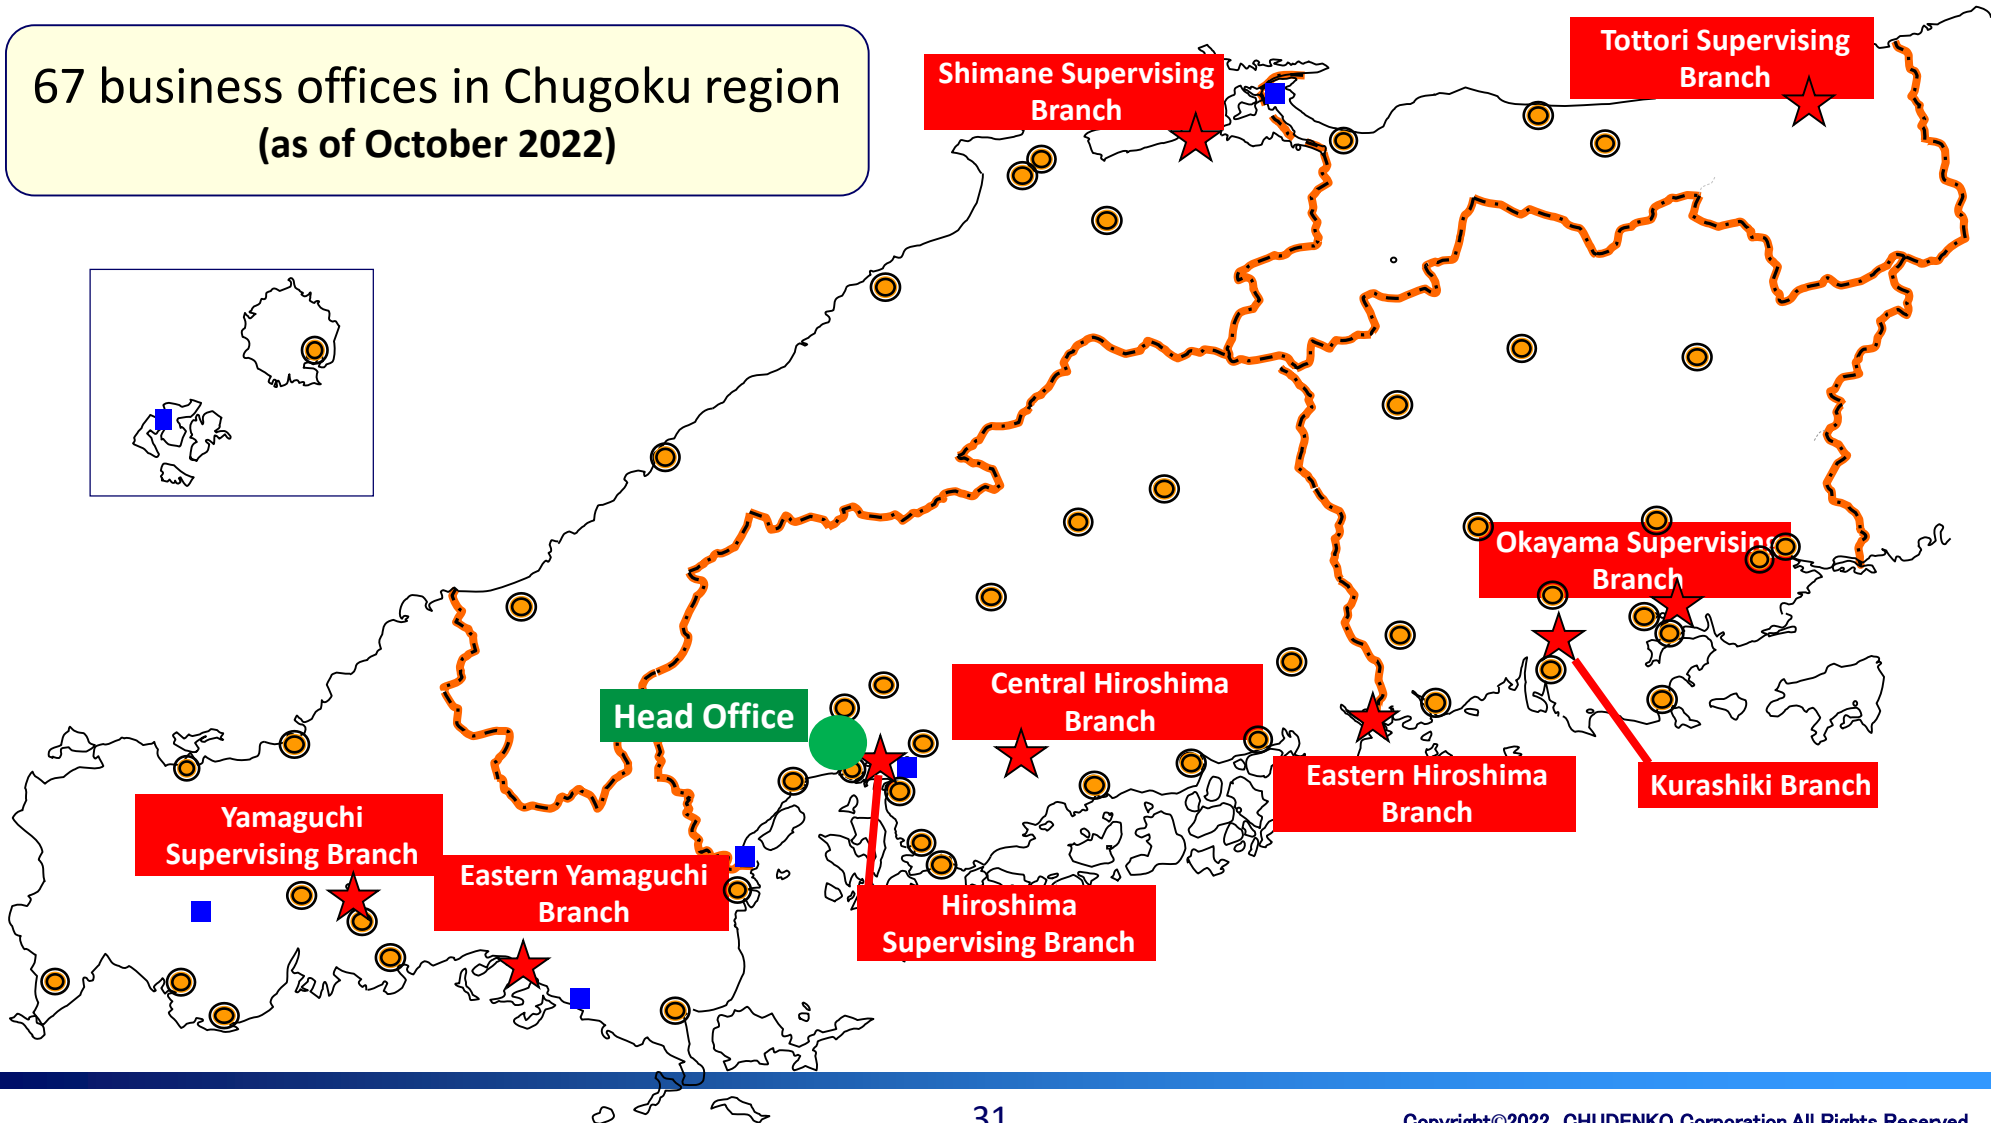 67 business offices in Chugoku region
(as of October 2022)
Shimane Supervising
Branch
Tottori Supervising
Branch
Okayama Supervising
Branch
Head Office
Central Hiroshima
Branch
Eastern Hiroshima
Branch
Kurashiki Branch
Yamaguchi
Supervising Branch
Eastern Yamaguchi
Branch
Hiroshima
Supervising Branch
31
Copyright©2022 CHUDENKO Corporation All Rights Reserved